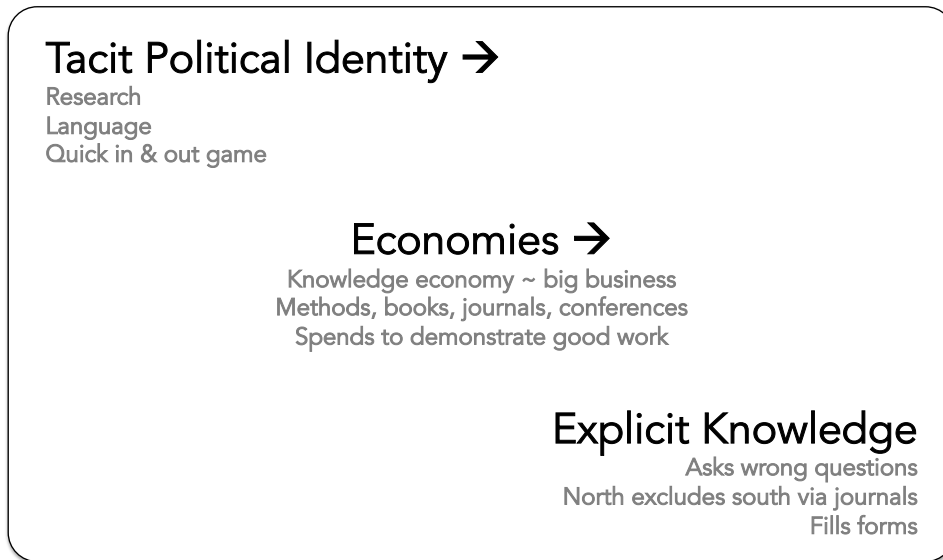 Tacit Political Identity →
Research
Language
Quick in & out game
Economies →
Knowledge economy ~ big business
Methods, books, journals, conferences
Spends to demonstrate good work
Explicit Knowledge
Asks wrong questions
North excludes south via journals
Fills forms